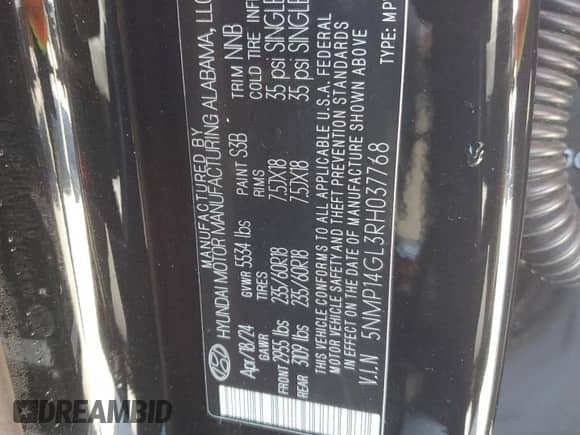 MANUFACTURED BY
HYUNDAI MOTOR MANUFACTURING ALABAMA, LLC
Apr/18/24 GVWR 5534 lbs PAINT S3B TRIM NNB
GAWR TIRES RIMS COLD TIRE INF
FRONT 2955 lbs 235/60R18 7.5JX18 35 psi SINGLE
REAR 3109 lbs 235/60R18 7.5JX18 35 psi SINGLE
THIS VEHICLE CONFORMS TO ALL APPLICABLE U.S.A. FEDERAL
MOTOR VEHICLE SAFETY AND THEFT PREVENTION STANDARDS
IN EFFECT ON THE DATE OF MANUFACTURE SHOWN ABOVE
V.I.N 5NMP14GL3RH037768 TYPE: MP
DREAMBID